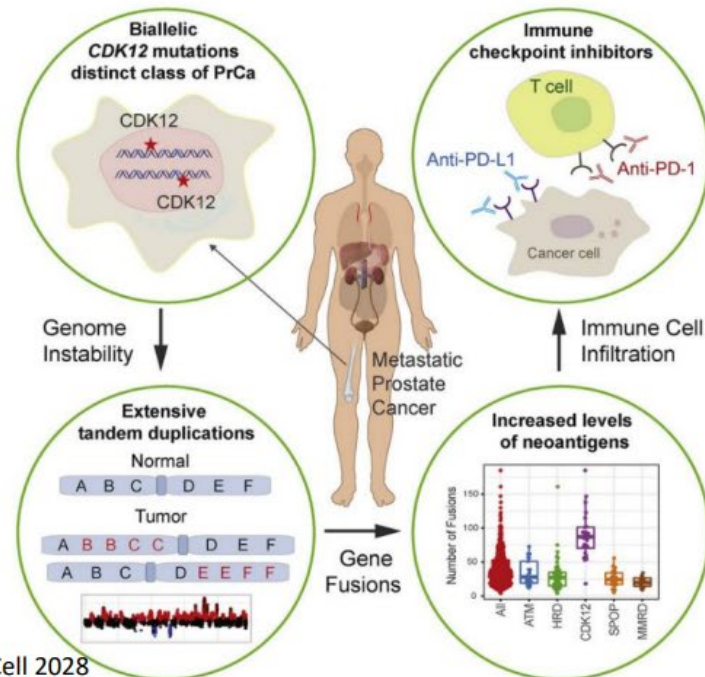 Biallelic
CDK12 mutations
distinct class of PrCa
CDK12
CDK12
Immune
checkpoint inhibitors
T cell
Anti-PD-L1
Anti-PD-1
Cancer cell
Genome
Instability
Metastatic
Prostate
Cancer
Immune Cell
Infiltration
Extensive
tandem duplications
Normal
A B C D E F
Tumor
A B B C C D E F
A B C D E E F F
Gene
Fusions
Increased levels
of neoantigens
Number of Fusions
150
100
50
0
All
ATM
HRD
CDK12
SPOP
MMRD
Cell 2028